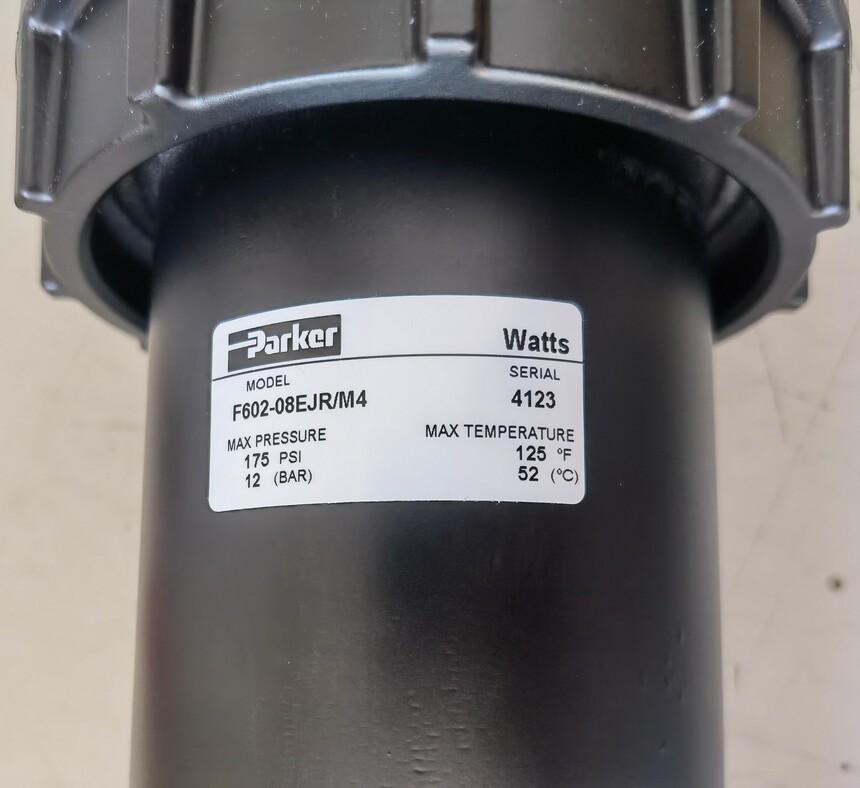 Parker Watts
MODEL SERIAL
F602-08EJR/M4 4123
MAX PRESSURE MAX TEMPERATURE
175 PSI 125 °F
12 (BAR) 52 (°C)